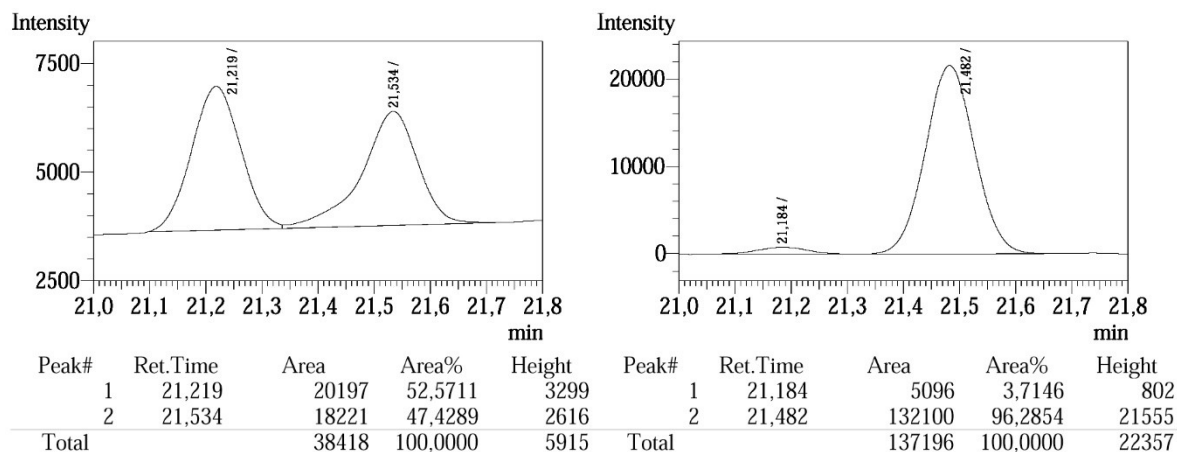 Intensity
7500
5000
2500
21,219 /
21,534 /
21,0 21,1 21,2 21,3 21,4 21,5 21,6 21,7 21,8
min
Peak# Ret.Time Area Area% Height
1 21,219 20197 52,5711 3299
2 21,534 18221 47,4289 2616
Total 38418 100,0000 5915
Intensity
20000
10000
0
21,184 /
21,482 /
21,0 21,1 21,2 21,3 21,4 21,5 21,6 21,7 21,8
min
Peak# Ret.Time Area Area% Height
1 21,184 5096 3,7146 802
2 21,482 132100 96,2854 21555
Total 137196 100,0000 22357